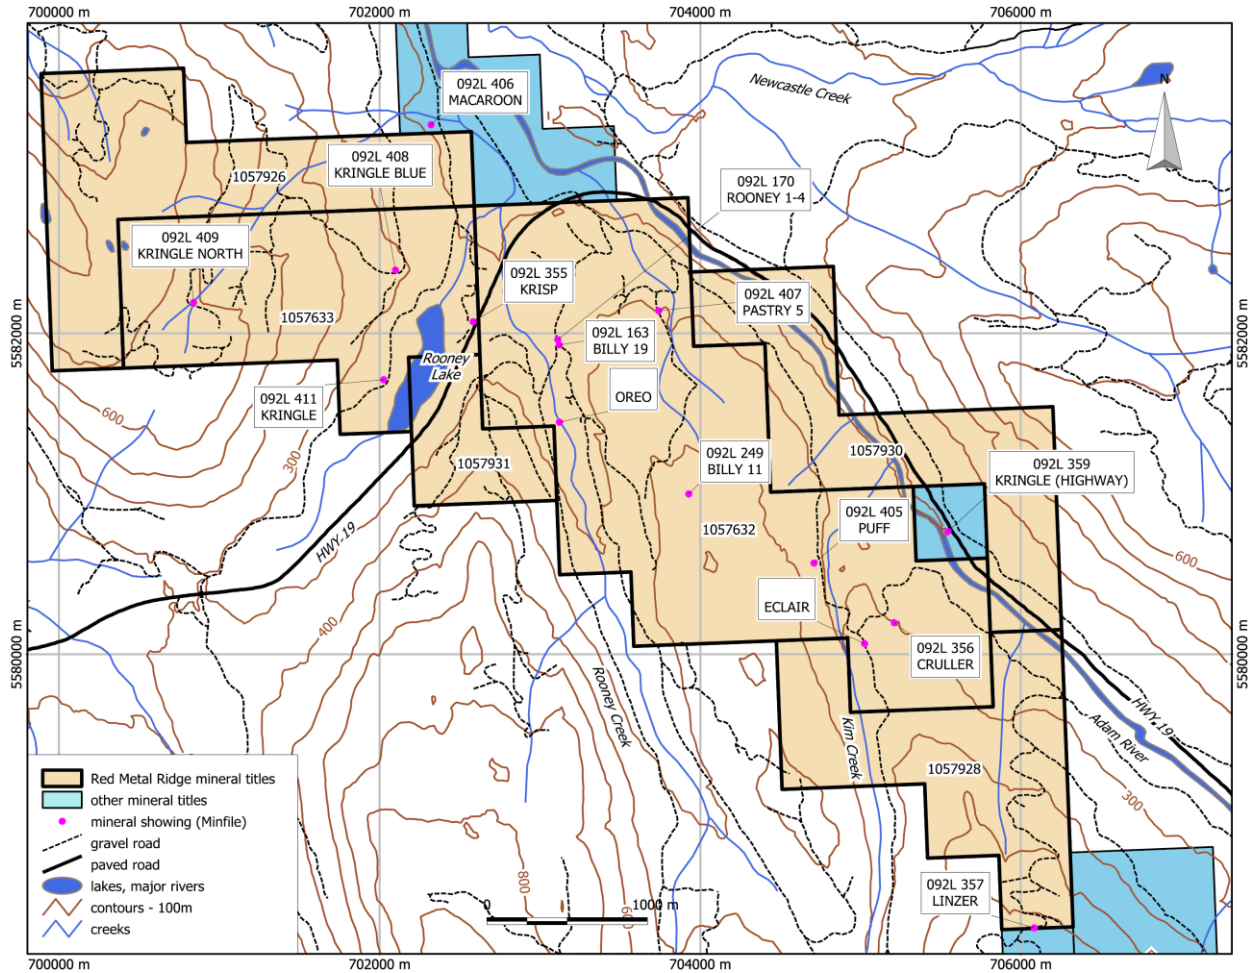 700000 m
702000 m
704000 m
706000 m
092L 406
MACAROON
Newcastle Creek
N
092L 408
KRINGLE BLUE
1057926
092L 170
ROONEY 1-4
092L 409
KRINGLE NORTH
092L 355
KRISP
092L 407
PASTRY 5
1057633
5582000 m
5582000 m
092L 163
BILLY 19
Rooney
Lake
092L 411
KRINGLE
OREO
600
300
1057931
092L 249
BILLY 11
1057930
092L 359
KRINGLE (HIGHWAY)
092L 405
PUFF
1057632
HWY 19
600
400
ECLAIR
092L 356
CRULLER
5580000 m
5580000 m
Rooney Creek
Kim Creek
HWY 19
Adam River
1057928
300
Red Metal Ridge mineral titles
other mineral titles
mineral showing (Minfile)
gravel road
paved road
lakes, major rivers
contours - 100m
creeks
800
0
1000 m
092L 357
LINZER
700000 m
702000 m
704000 m
706000 m